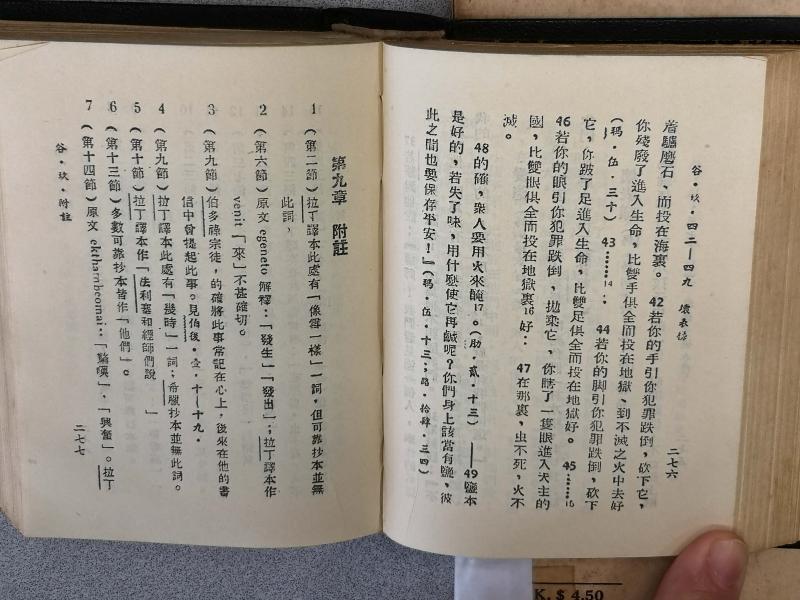 谷·玖·四二—四九　壞表樣　二七六
着驢磨石、而投在海裏。42若你的手引你犯罪跌倒，砍下它，
你殘廢了進入生命，比雙手俱全而投在地獄、到不滅之火中去好
（瑪·伍·三十）43……14·44若你的脚引你犯罪跌倒，砍下
它，你跛了足進入生命，比雙足俱全而投在地獄好。45……15
46若你的眼引你犯罪跌倒，拋棄它，你瞎了一隻眼進入天主的
國，比雙眼俱全而投在地獄裏16好：47在那裏，虫不死，火不
滅。
48的確，衆人要用火來醃17。（肋·貳·十三）——49鹽本
是好的，若失了味，用什麼使它再鹹呢？你們身上該當有鹽，彼
此之間也要保存平安！』（瑪·伍·十三；路·拾肆·三四）
第九章　附註
1（第二節）拉丁譯本此處有「像雪一樣」一詞，但可靠抄本並無
此詞，
2（第六節）原文 egeneto 解釋：「發生」「發出」；拉丁譯本作
venit「來」不甚確切。
3（第九節）伯多祿宗徒，的確將此事常記在心上，後來在他的書
信中曾提起此事。見伯後·壹·十｜十九·
4（第九節）拉丁譯本此處有「幾時」一詞；希臘抄本並無此詞。
5（第十節）拉丁譯本作「法利塞和經師們說　」
6（第十三節）多數可靠抄本皆作「他們」。
7（第十四節）原文 ekthambeomai：「驚嘆」·「興奮」。拉丁
谷·玖·附註　二七七
K. $ 4.50